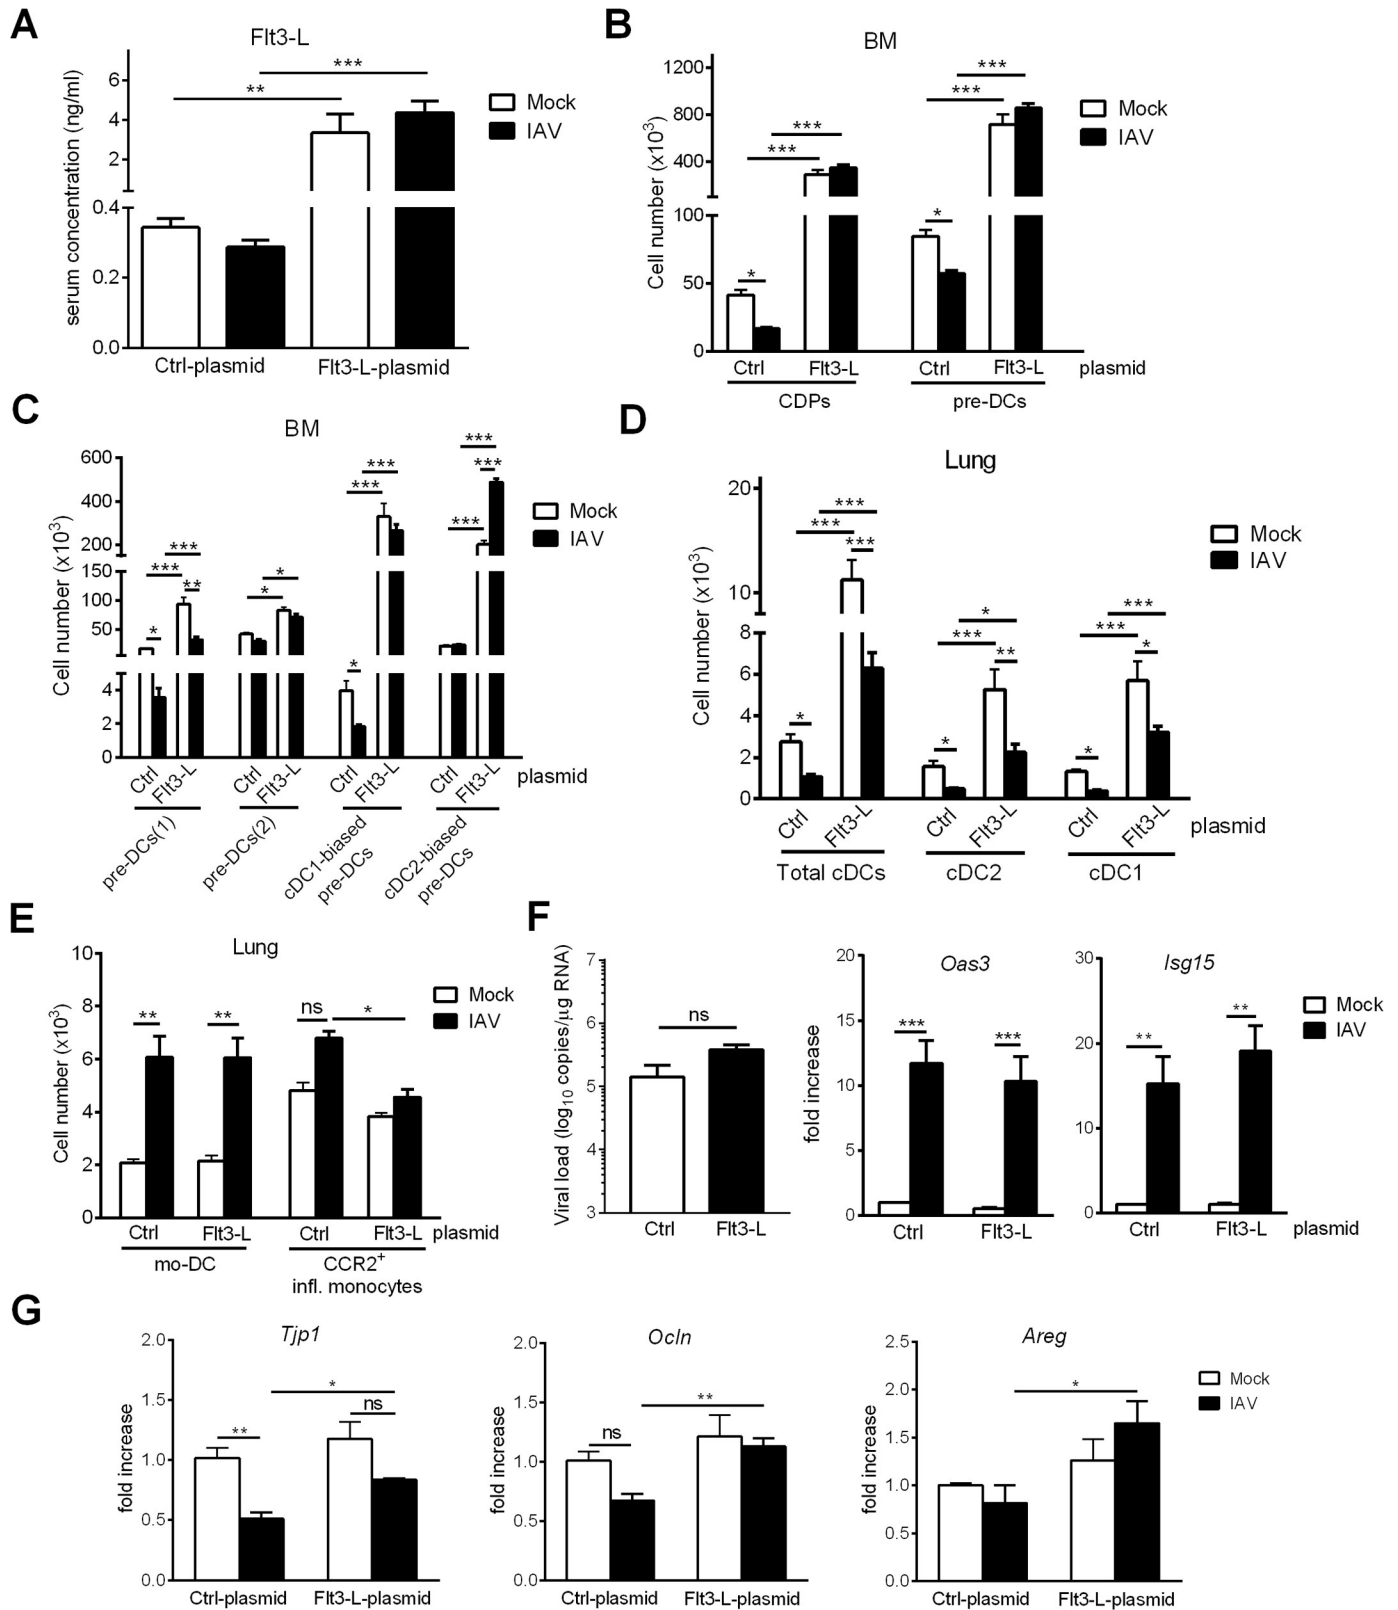 A
Flt3-L
serum concentration (ng/ml)
6
4
2
0.4
0.2
0.0
**
***
Mock
IAV
Ctrl-plasmid
Flt3-L-plasmid
B
BM
Cell number (x10³)
1200
800
400
100
50
0
*
***
***
*
***
***
Mock
IAV
Ctrl
Flt3-L
Ctrl
Flt3-L
plasmid
CDPs
pre-DCs
C
BM
Cell number (x10³)
600
400
200
150
100
50
4
2
0
*
***
***
**
*
*
*
***
***
***
***
***
Mock
IAV
Ctrl
Flt3-L
Ctrl
Flt3-L
Ctrl
Flt3-L
Ctrl
Flt3-L
plasmid
pre-DCs(1)
pre-DCs(2)
cDC1-biased
pre-DCs
cDC2-biased
pre-DCs
D
Lung
Cell number (x10³)
20
10
8
4
2
0
*
***
***
***
*
***
*
**
*
***
***
*
Mock
IAV
Ctrl
Flt3-L
Ctrl
Flt3-L
Ctrl
Flt3-L
plasmid
Total cDCs
cDC2
cDC1
E
Lung
Cell number (x10³)
10
8
6
4
2
0
**
**
ns
*
Mock
IAV
Ctrl
Flt3-L
Ctrl
Flt3-L
plasmid
mo-DC
CCR2⁺
infl. monocytes
F
Viral load (log₁₀ copies/µg RNA)
7
6
5
4
3
ns
Ctrl
Flt3-L
Oas3
fold increase
20
15
10
5
0
***
***
Ctrl
Flt3-L
Isg15
30
20
10
0
**
**
Mock
IAV
Ctrl
Flt3-L
plasmid
G
Tjp1
fold increase
2.0
1.5
1.0
0.5
0.0
**
*
ns
Ctrl-plasmid
Flt3-L-plasmid
Ocln
fold increase
2.0
1.5
1.0
0.5
0.0
ns
**
Ctrl-plasmid
Flt3-L-plasmid
Areg
fold increase
2.5
2.0
1.5
1.0
0.5
0.0
*
Mock
IAV
Ctrl-plasmid
Flt3-L-plasmid